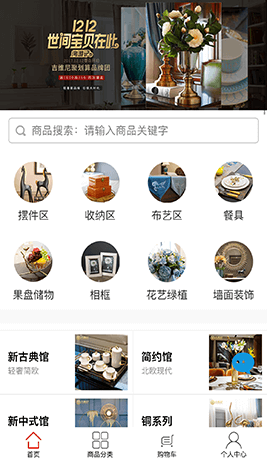 1212
世间宝贝在此
吉维尼聚划算品牌团
商品搜索：请输入商品关键字
摆件区
收纳区
布艺区
餐具
果盘储物
相框
花艺绿植
墙面装饰
新古典馆
轻奢简欧
简约馆
北欧现代
新中式馆
铜系列
首页
商品分类
购物车
个人中心